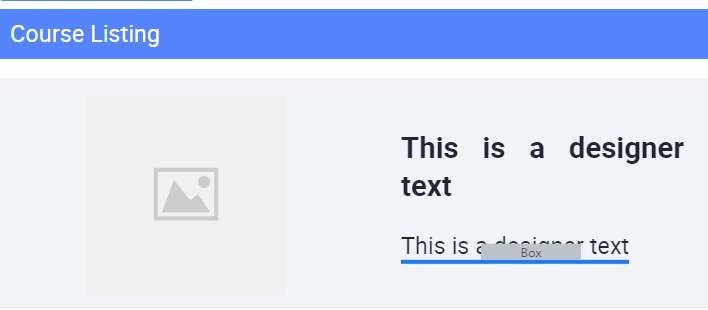 Course Listing
This is a designer
text
This is a designer text
Box